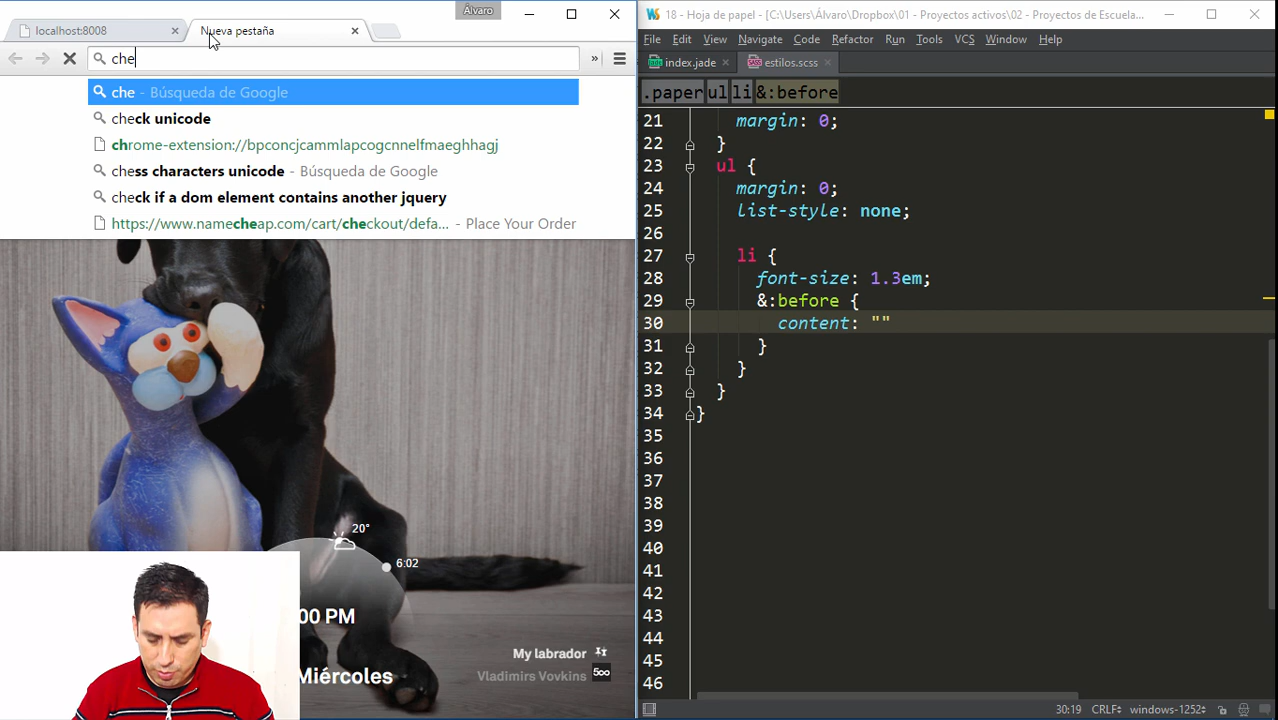 Álvaro
localhost:8008
Nueva pestaña
che
che - Búsqueda de Google
check unicode
chrome-extension://bpconcjcammlapcogcnnelfmaeghhagj
chess characters unicode - Búsqueda de Google
check if a dom element contains another jquery
https://www.namecheap.com/cart/checkout/defa... - Place Your Order
20°
6:02
00 PM
Miércoles
My labrador
Vladimirs Vovkins
500
18 - Hoja de papel - [C:\Users\Álvaro\Dropbox\01 - Proyectos activos\02 - Proyectos de Escuela...
File Edit View Navigate Code Refactor Run Tools VCS Window Help
index.jade
estilos.scss
.paper ul li &:before
21 margin: 0;
22 }
23 ul {
24 margin: 0;
25 list-style: none;
26
27 li {
28 font-size: 1.3em;
29 &:before {
30 content: ""
31 }
32 }
33 }
34 }
35
36
37
38
39
40
41
42
43
44
45
46
30:19 CRLF windows-1252